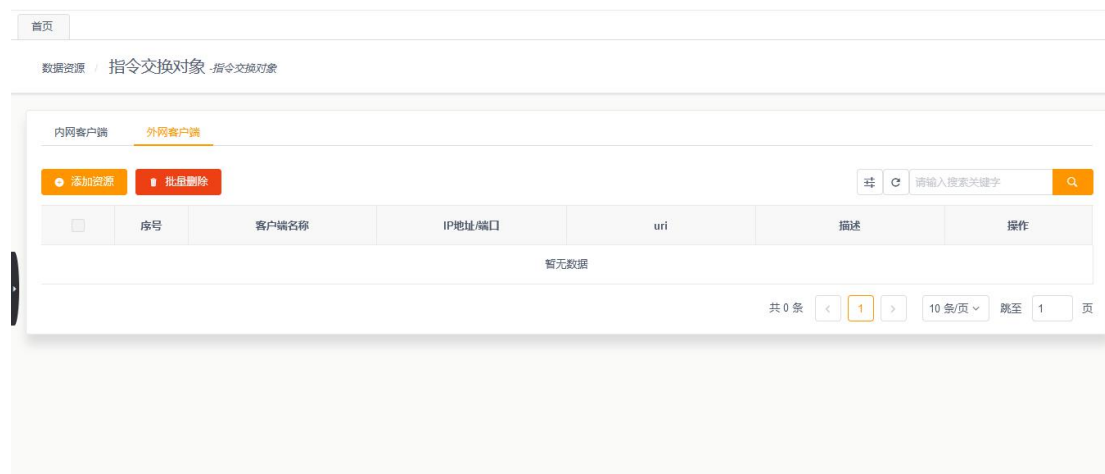 首页
数据资源 / 指令交换对象 -指令交换对象
内网客户端 外网客户端
添加资源 批量删除 请输入搜索关键字
序号 客户端名称 IP地址/端口 uri 描述 操作
暂无数据
共 0 条 < 1 > 10 条/页 跳至 1 页